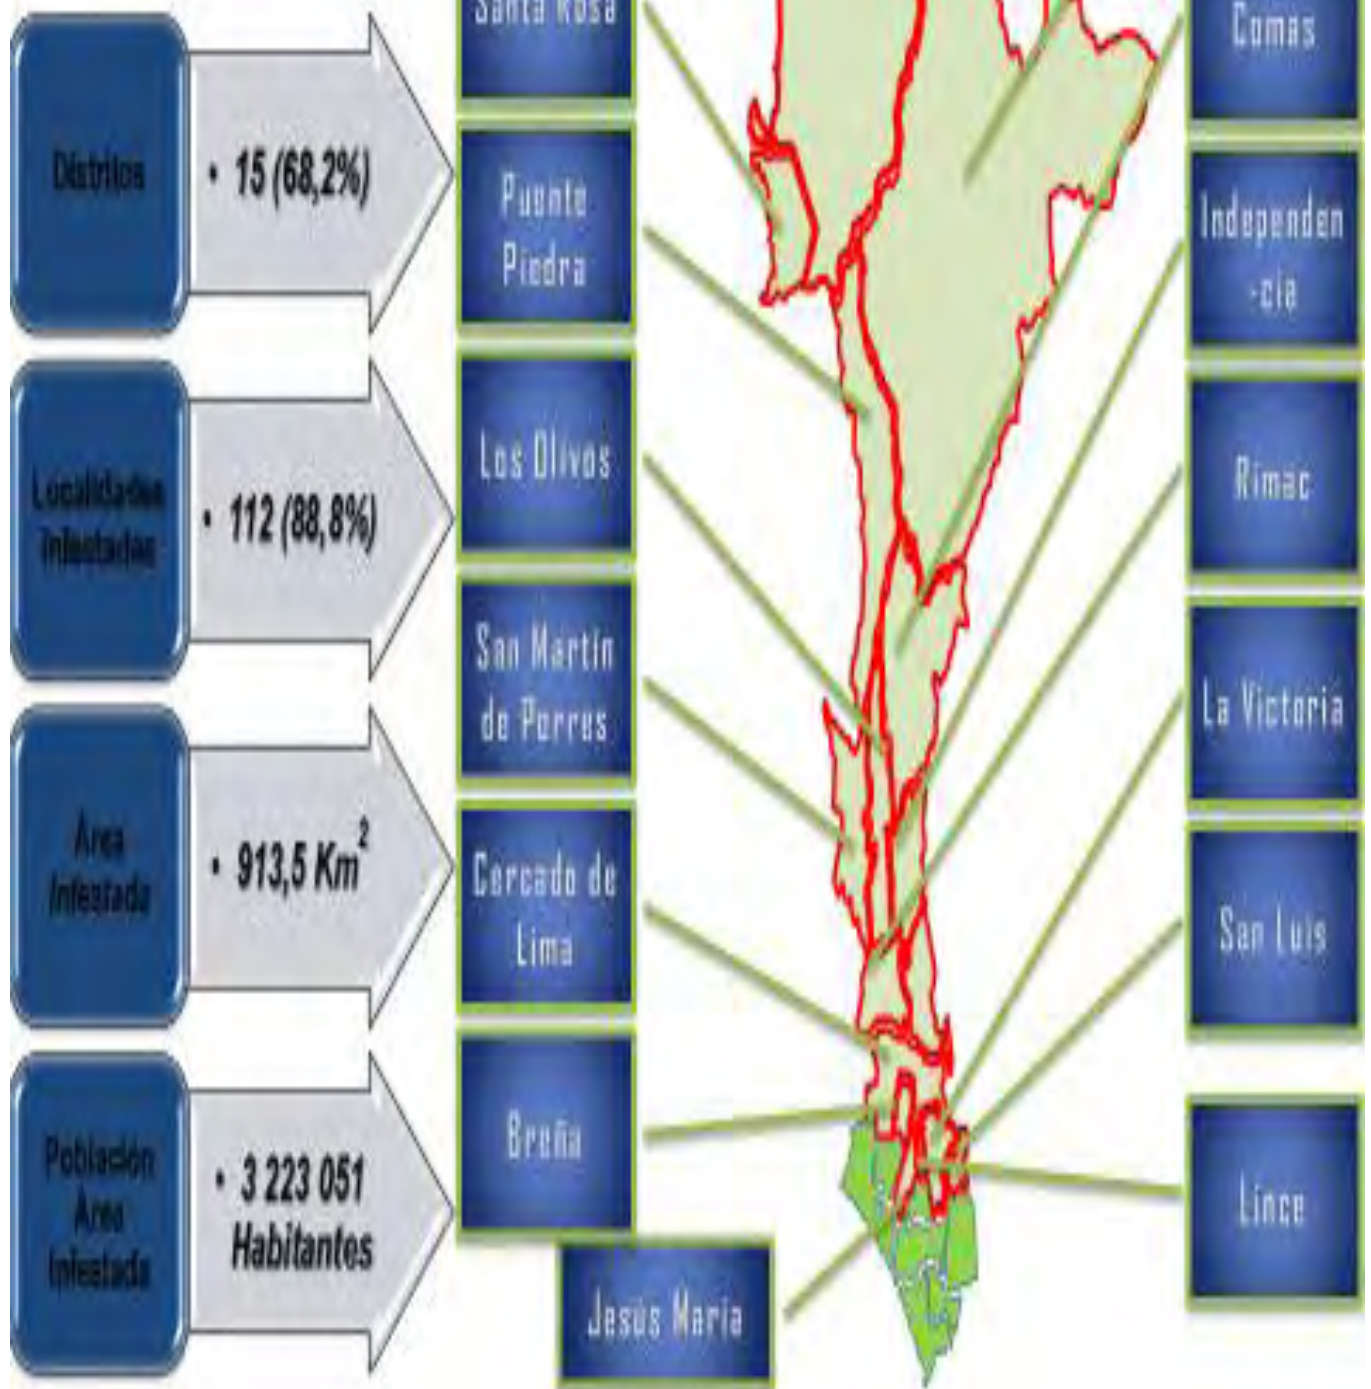 Distritos
• 15 (68,2%)
Localidades
Infestadas
• 112 (88,8%)
Área
Infestada
• 913,5 Km²
Población
Área
Infestada
• 3 223 051
Habitantes
Santa Rosa
Puente
Piedra
Los Olivos
San Martín
de Porres
Cercado de
Lima
Breña
Jesús María
Comas
Independen
-cia
Rimac
La Victoria
San Luis
Lince